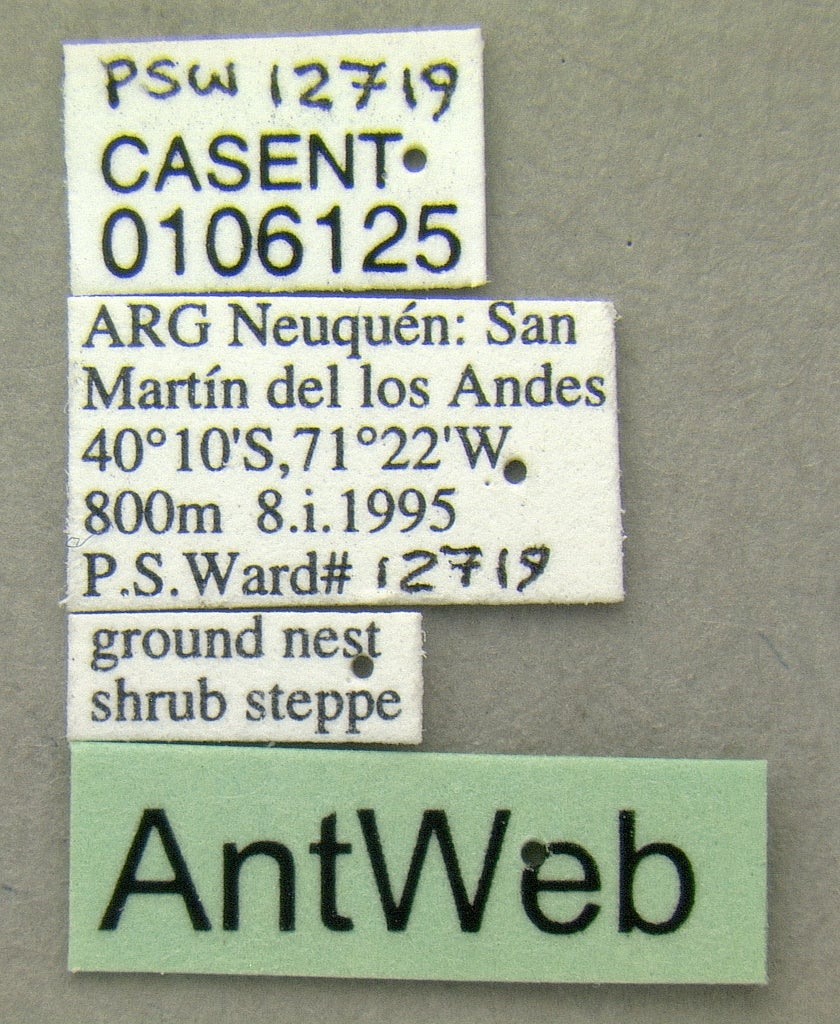 PSW 12719
CASENT
0106125
ARG Neuquén: San
Martín del los Andes
40°10'S,71°22'W
800m 8.i.1995
P.S.Ward# 12719
ground nest
shrub steppe
AntWeb